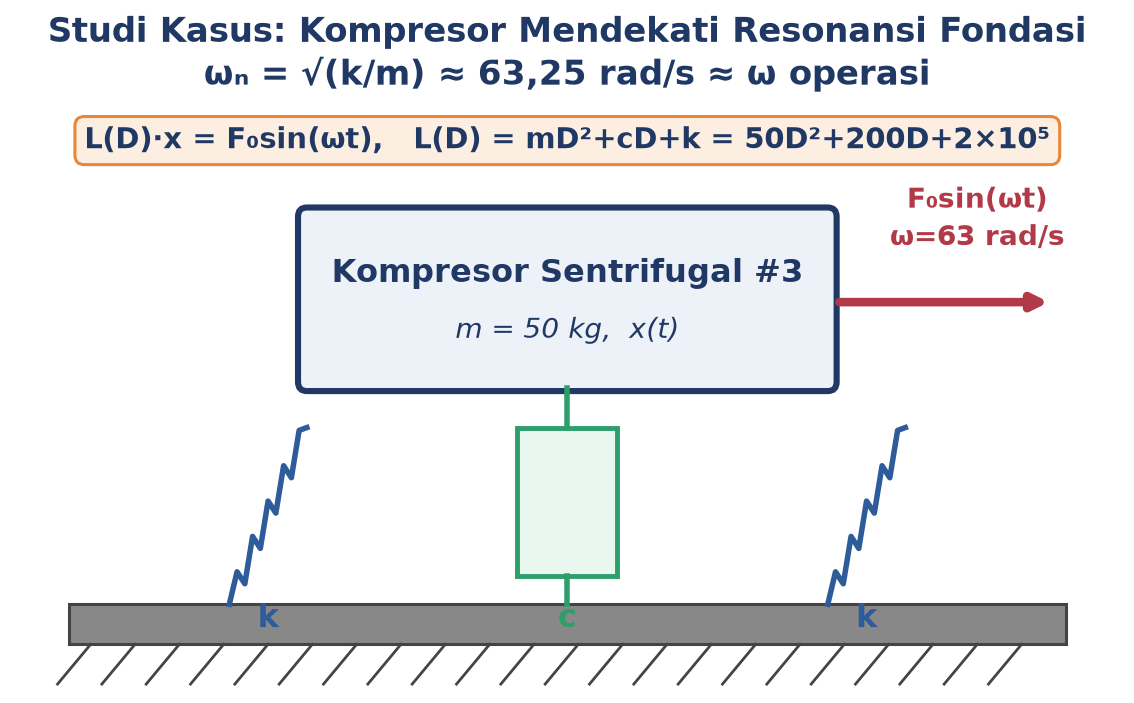 Studi Kasus: Kompresor Mendekati Resonansi Fondasi
ωₙ = √(k/m) ≈ 63,25 rad/s ≈ ω operasi
L(D)·x = F₀sin(ωt),   L(D) = mD²+cD+k = 50D²+200D+2×10⁵
F₀sin(ωt)
ω=63 rad/s
Kompresor Sentrifugal #3
m = 50 kg,  x(t)
k
c
k